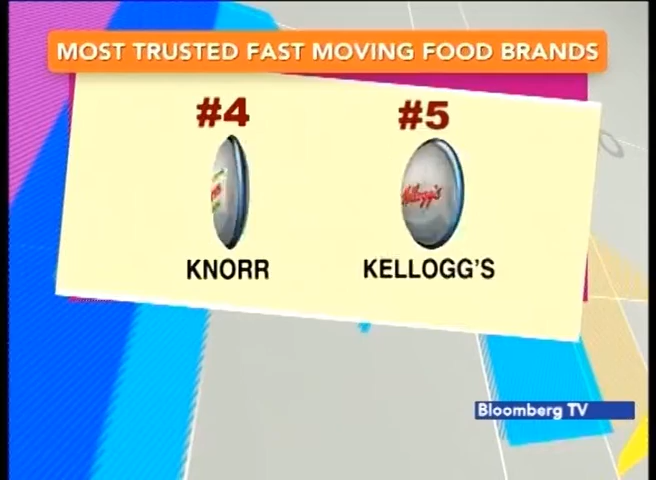 MOST TRUSTED FAST MOVING FOOD BRANDS
#4 #5
Kellogg's
KNORR KELLOGG'S
Bloomberg TV